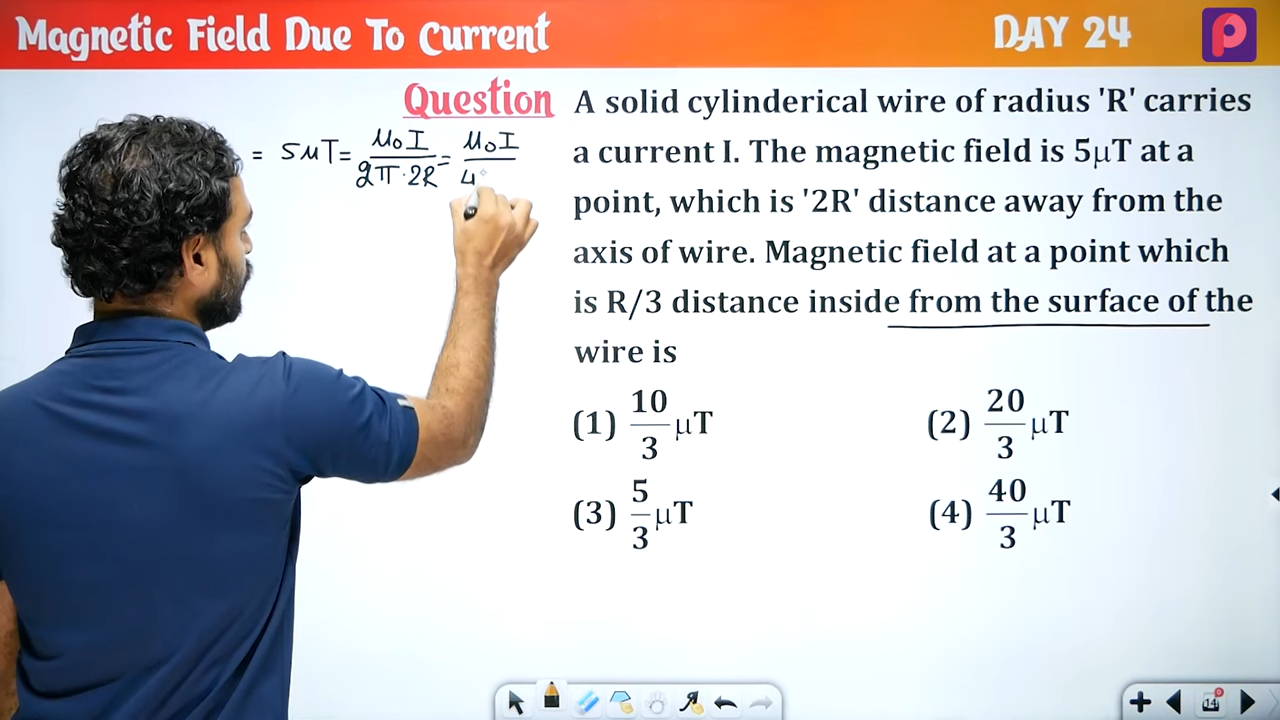 Magnetic Field Due To Current
DAY 24
Question
A solid cylinderical wire of radius 'R' carries
a current I. The magnetic field is 5μT at a
point, which is '2R' distance away from the
axis of wire. Magnetic field at a point which
is R/3 distance inside from the surface of the
wire is
(1) 10/3 μT
(2) 20/3 μT
(3) 5/3 μT
(4) 40/3 μT
= 5μT = μ₀I / 2π·2R = μ₀I / 4
14